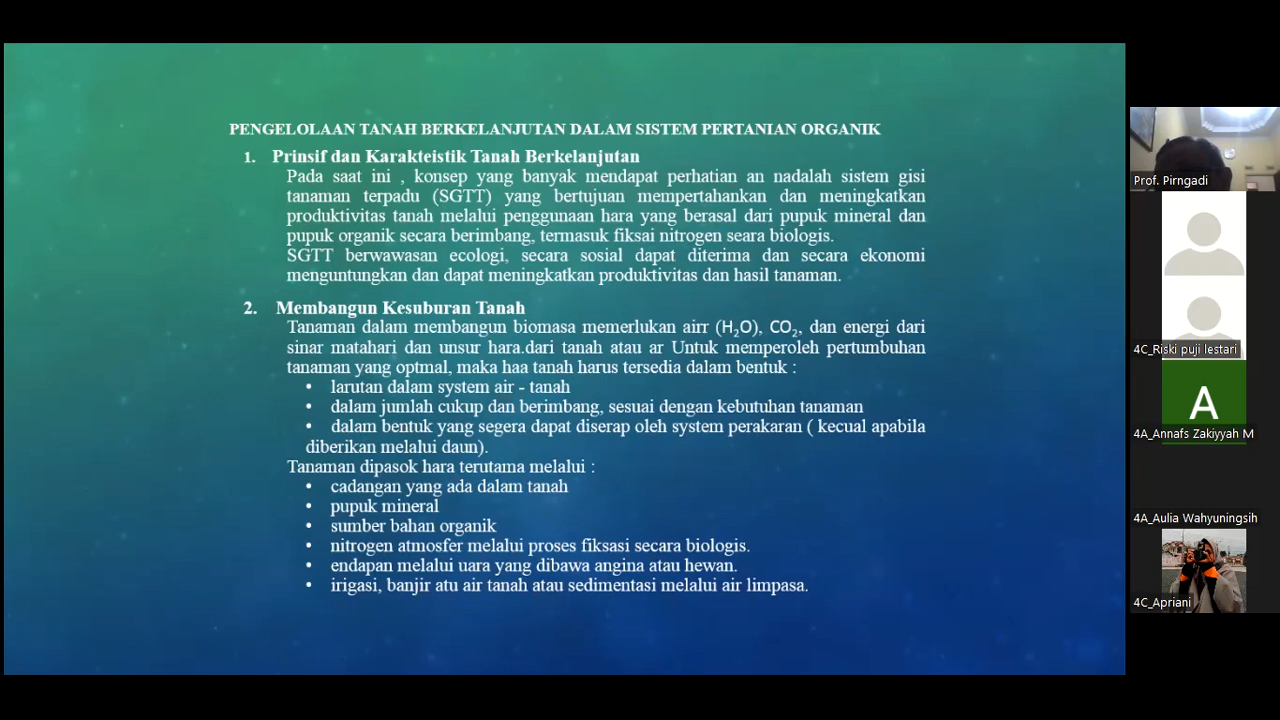 PENGELOLAAN TANAH BERKELANJUTAN DALAM SISTEM PERTANIAN ORGANIK
1. Prinsif dan Karakteistik Tanah Berkelanjutan
Pada saat ini , konsep yang banyak mendapat perhatian an nadalah sistem gisi
tanaman terpadu (SGTT) yang bertujuan mempertahankan dan meningkatkan
produktivitas tanah melalui penggunaan hara yang berasal dari pupuk mineral dan
pupuk organik secara berimbang, termasuk fiksai nitrogen seara biologis.
SGTT berwawasan ecologi, secara sosial dapat diterima dan secara ekonomi
menguntungkan dan dapat meningkatkan produktivitas dan hasil tanaman.
2. Membangun Kesuburan Tanah
Tanaman dalam membangun biomasa memerlukan airr (H₂O), CO₂, dan energi dari
sinar matahari dan unsur hara.dari tanah atau ar Untuk memperoleh pertumbuhan
tanaman yang optmal, maka haa tanah harus tersedia dalam bentuk :
• larutan dalam system air - tanah
• dalam jumlah cukup dan berimbang, sesuai dengan kebutuhan tanaman
• dalam bentuk yang segera dapat diserap oleh system perakaran ( kecual apabila
diberikan melalui daun).
Tanaman dipasok hara terutama melalui :
• cadangan yang ada dalam tanah
• pupuk mineral
• sumber bahan organik
• nitrogen atmosfer melalui proses fiksasi secara biologis.
• endapan melalui uara yang dibawa angina atau hewan.
• irigasi, banjir atu air tanah atau sedimentasi melalui air limpasa.
Prof. Pirngadi
4C_Riski puji lestari
A
4A_Annafs Zakiyyah M
4A_Aulia Wahyuningsih
4C_Apriani